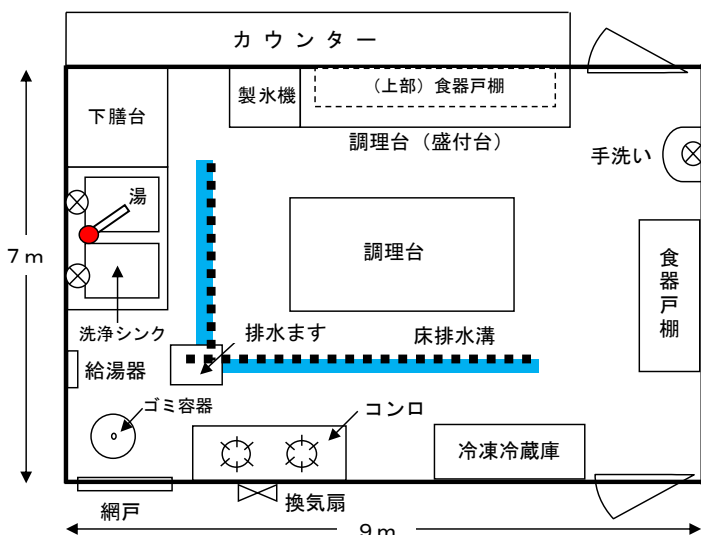 カ ウ ン タ ー
下膳台
製氷機
（上部）食器戸棚
調理台（盛付台）
手洗い
湯
調理台
食器戸棚
7ｍ
洗浄シンク
排水ます
床排水溝
給湯器
ゴミ容器
コンロ
冷凍冷蔵庫
網戸
換気扇
9ｍ